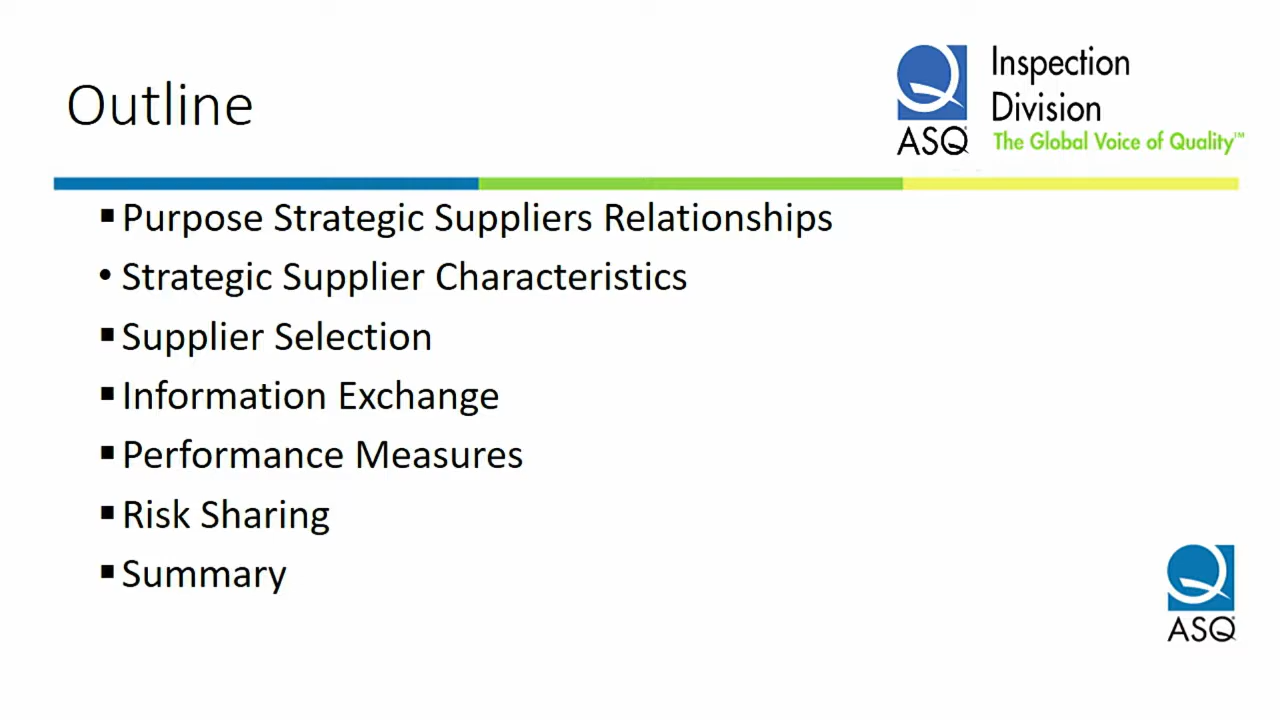 Outline
Inspection
Division
ASQ
The Global Voice of Quality™
▪ Purpose Strategic Suppliers Relationships
• Strategic Supplier Characteristics
▪ Supplier Selection
▪ Information Exchange
▪ Performance Measures
▪ Risk Sharing
▪ Summary
ASQ